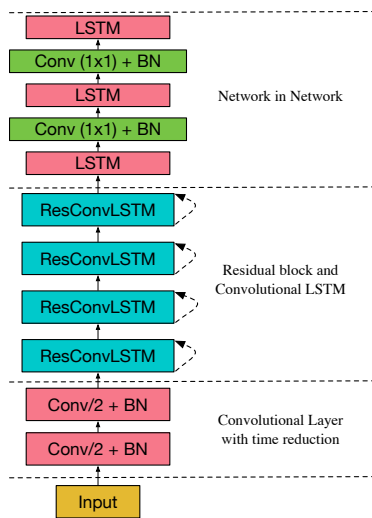 LSTM
Conv (1x1) + BN
LSTM
Network in Network
Conv (1x1) + BN
LSTM
ResConvLSTM
ResConvLSTM
Residual block and
Convolutional LSTM
ResConvLSTM
ResConvLSTM
Conv/2 + BN
Convolutional Layer
with time reduction
Conv/2 + BN
Input